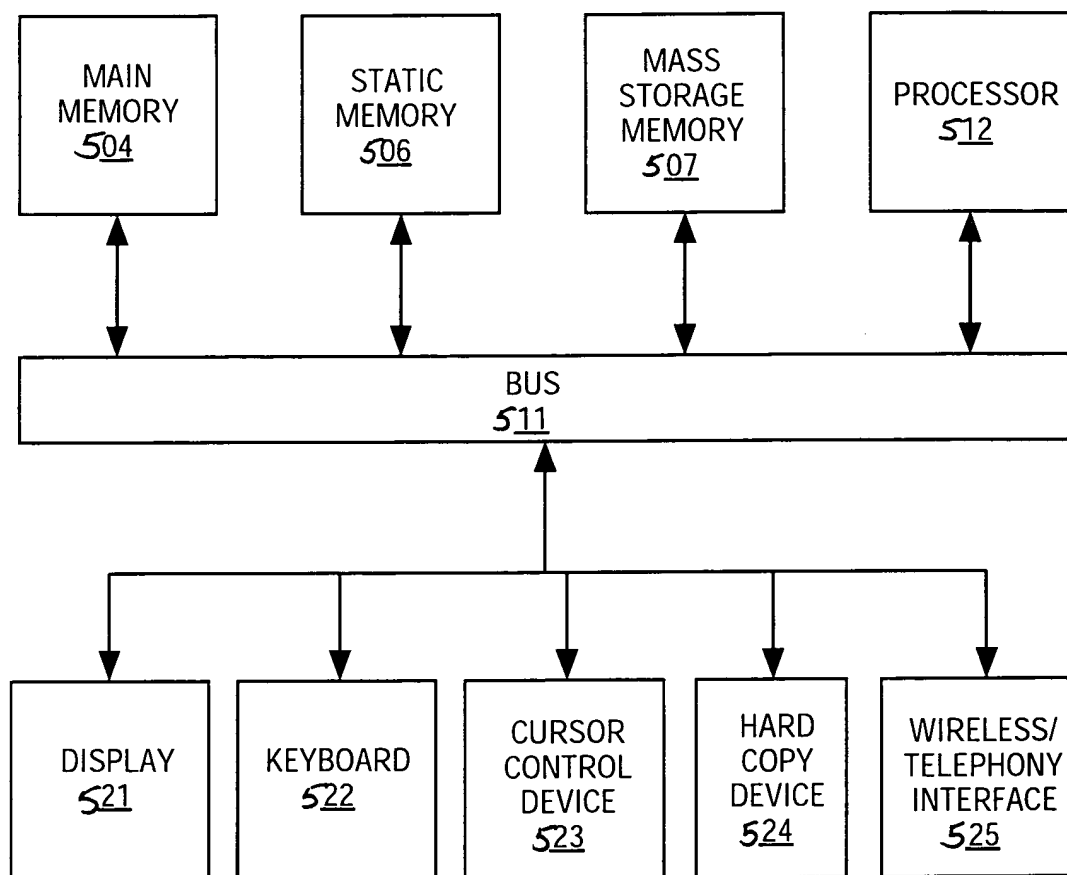 MAIN
MEMORY
504
STATIC
MEMORY
506
MASS
STORAGE
MEMORY
507
PROCESSOR
512
BUS
511
DISPLAY
521
KEYBOARD
522
CURSOR
CONTROL
DEVICE
523
HARD
COPY
DEVICE
524
WIRELESS/
TELEPHONY
INTERFACE
525